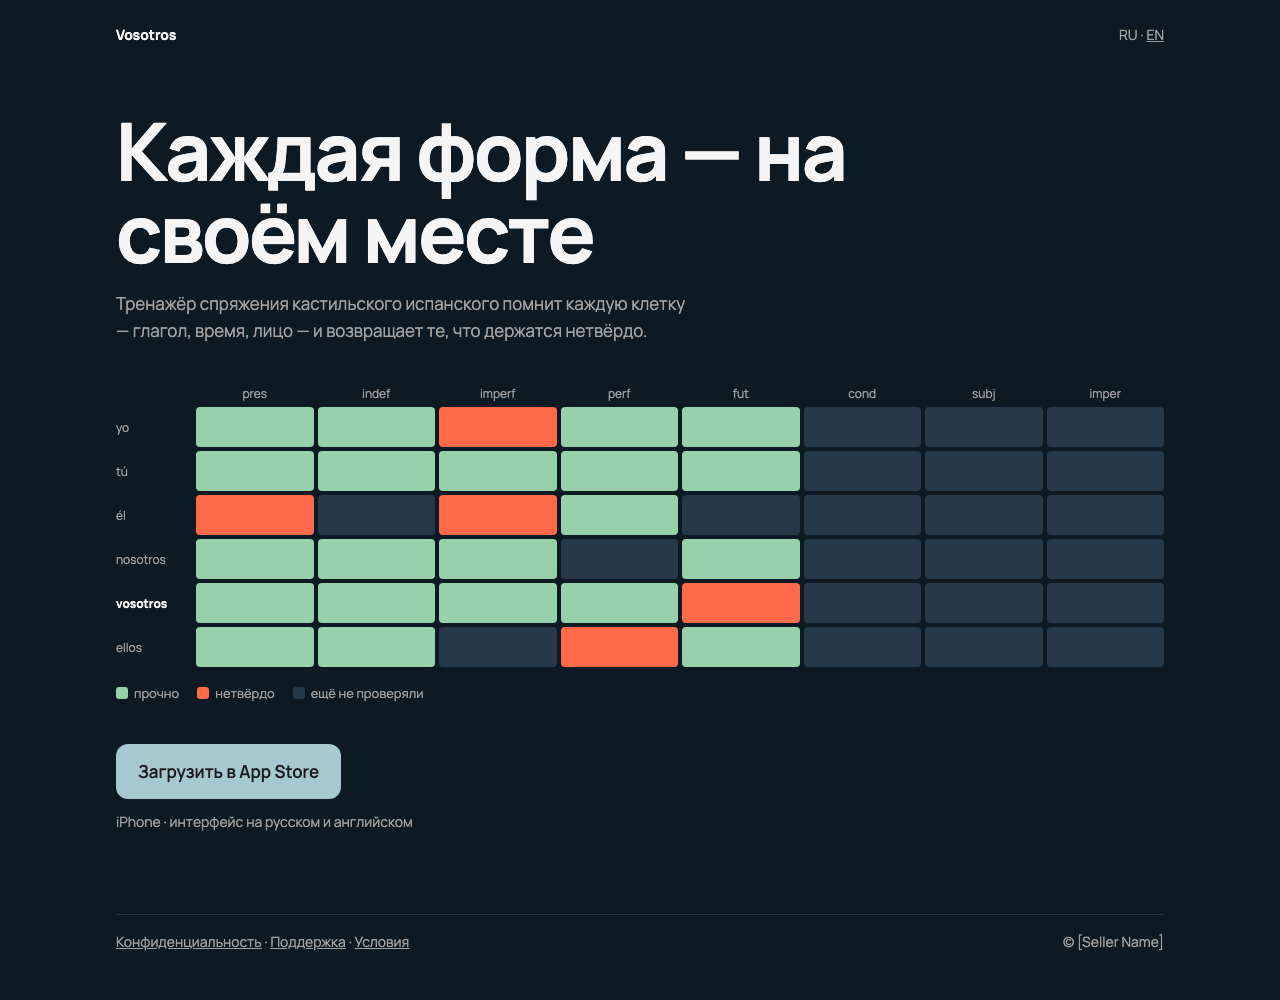 Vosotros
RU · EN
Каждая форма — на
своём месте
Тренажёр спряжения кастильского испанского помнит каждую клетку
— глагол, время, лицо — и возвращает те, что держатся нетвёрдо.
pres indef imperf perf fut cond subj imper
yo
tú
él
nosotros
vosotros
ellos
прочно нетвёрдо ещё не проверяли
Загрузить в App Store
iPhone · интерфейс на русском и английском
Конфиденциальность · Поддержка · Условия
© [Seller Name]